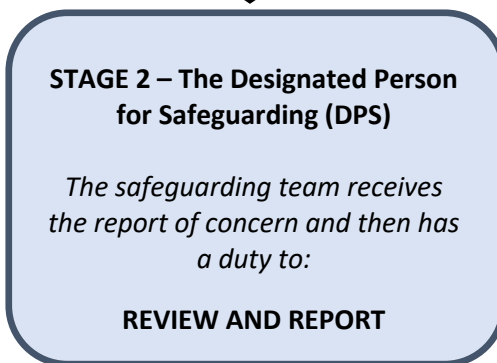 STAGE 2 – The Designated Person
for Safeguarding (DPS)
The safeguarding team receives
the report of concern and then has
a duty to:
REVIEW AND REPORT